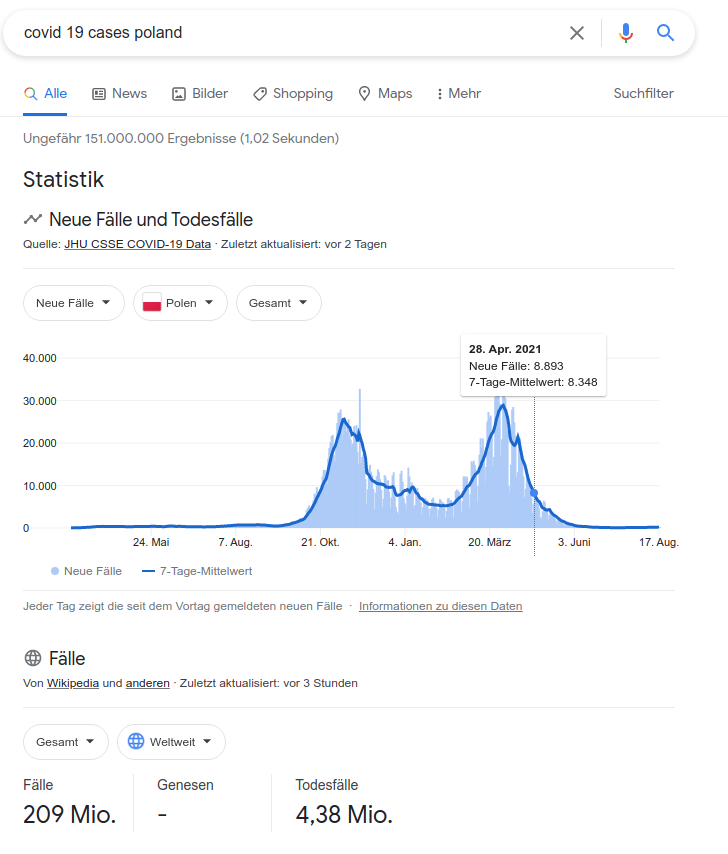 covid 19 cases poland
Alle News Bilder Shopping Maps Mehr Suchfilter
Ungefähr 151.000.000 Ergebnisse (1,02 Sekunden)
Statistik
Neue Fälle und Todesfälle
Quelle: JHU CSSE COVID-19 Data · Zuletzt aktualisiert: vor 2 Tagen
Neue Fälle Polen Gesamt
28. Apr. 2021
Neue Fälle: 8.893
7-Tage-Mittelwert: 8.348
40.000
30.000
20.000
10.000
0
24. Mai 7. Aug. 21. Okt. 4. Jan. 20. März 3. Juni 17. Aug.
Neue Fälle 7-Tage-Mittelwert
Jeder Tag zeigt die seit dem Vortag gemeldeten neuen Fälle · Informationen zu diesen Daten
Fälle
Von Wikipedia und anderen · Zuletzt aktualisiert: vor 3 Stunden
Gesamt Weltweit
Fälle Genesen Todesfälle
209 Mio. - 4,38 Mio.